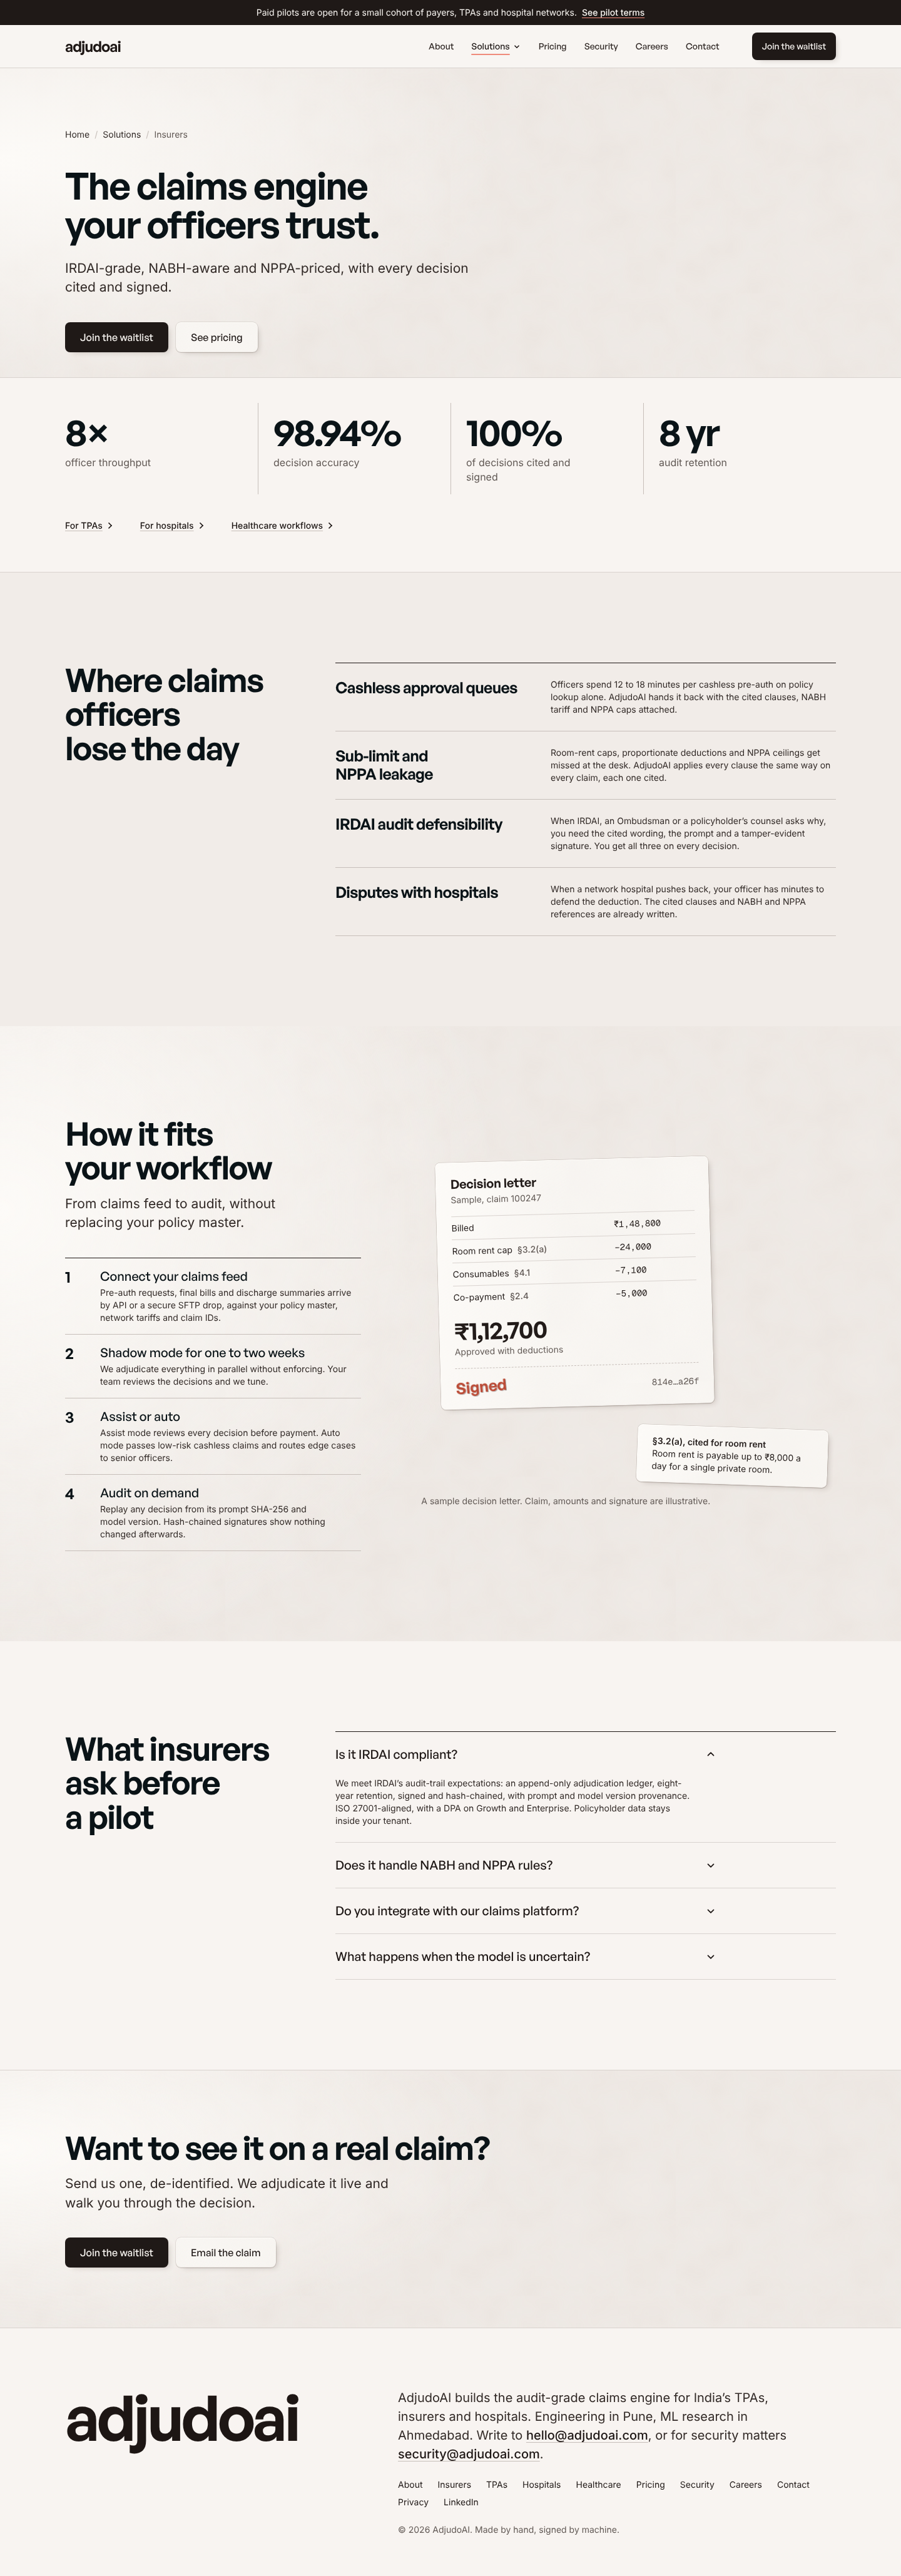 Paid pilots are open for a small cohort of payers, TPAs and hospital networks. See pilot terms
adjudoai
About Solutions Pricing Security Careers Contact Join the waitlist
Home / Solutions / Insurers
The claims engine
your officers trust.
IRDAI-grade, NABH-aware and NPPA-priced, with every decision
cited and signed.
Join the waitlist See pricing
8×
officer throughput
98.94%
decision accuracy
100%
of decisions cited and
signed
8 yr
audit retention
For TPAs For hospitals Healthcare workflows
Where claims
officers
lose the day
Cashless approval queues
Officers spend 12 to 18 minutes per cashless pre-auth on policy
lookup alone. AdjudoAI hands it back with the cited clauses, NABH
tariff and NPPA caps attached.
Sub-limit and
NPPA leakage
Room-rent caps, proportionate deductions and NPPA ceilings get
missed at the desk. AdjudoAI applies every clause the same way on
every claim, each one cited.
IRDAI audit defensibility
When IRDAI, an Ombudsman or a policyholder’s counsel asks why,
you need the cited wording, the prompt and a tamper-evident
signature. You get all three on every decision.
Disputes with hospitals
When a network hospital pushes back, your officer has minutes to
defend the deduction. The cited clauses and NABH and NPPA
references are already written.
How it fits
your workflow
From claims feed to audit, without
replacing your policy master.
1 Connect your claims feed
Pre-auth requests, final bills and discharge summaries arrive
by API or a secure SFTP drop, against your policy master,
network tariffs and claim IDs.
2 Shadow mode for one to two weeks
We adjudicate everything in parallel without enforcing. Your
team reviews the decisions and we tune.
3 Assist or auto
Assist mode reviews every decision before payment. Auto
mode passes low-risk cashless claims and routes edge cases
to senior officers.
4 Audit on demand
Replay any decision from its prompt SHA-256 and
model version. Hash-chained signatures show nothing
changed afterwards.
Decision letter
Sample, claim 100247
Billed ₹1,48,800
Room rent cap §3.2(a) −24,000
Consumables §4.1 −7,100
Co-payment §2.4 −5,000
₹1,12,700
Approved with deductions
Signed 814e…a26f
§3.2(a), cited for room rent
Room rent is payable up to ₹8,000 a
day for a single private room.
A sample decision letter. Claim, amounts and signature are illustrative.
What insurers
ask before
a pilot
Is it IRDAI compliant?
We meet IRDAI’s audit-trail expectations: an append-only adjudication ledger, eight-
year retention, signed and hash-chained, with prompt and model version provenance.
ISO 27001-aligned, with a DPA on Growth and Enterprise. Policyholder data stays
inside your tenant.
Does it handle NABH and NPPA rules?
Do you integrate with our claims platform?
What happens when the model is uncertain?
Want to see it on a real claim?
Send us one, de-identified. We adjudicate it live and
walk you through the decision.
Join the waitlist Email the claim
adjudoai
AdjudoAI builds the audit-grade claims engine for India’s TPAs,
insurers and hospitals. Engineering in Pune, ML research in
Ahmedabad. Write to hello@adjudoai.com, or for security matters
security@adjudoai.com.
About Insurers TPAs Hospitals Healthcare Pricing Security Careers Contact
Privacy LinkedIn
© 2026 AdjudoAI. Made by hand, signed by machine.